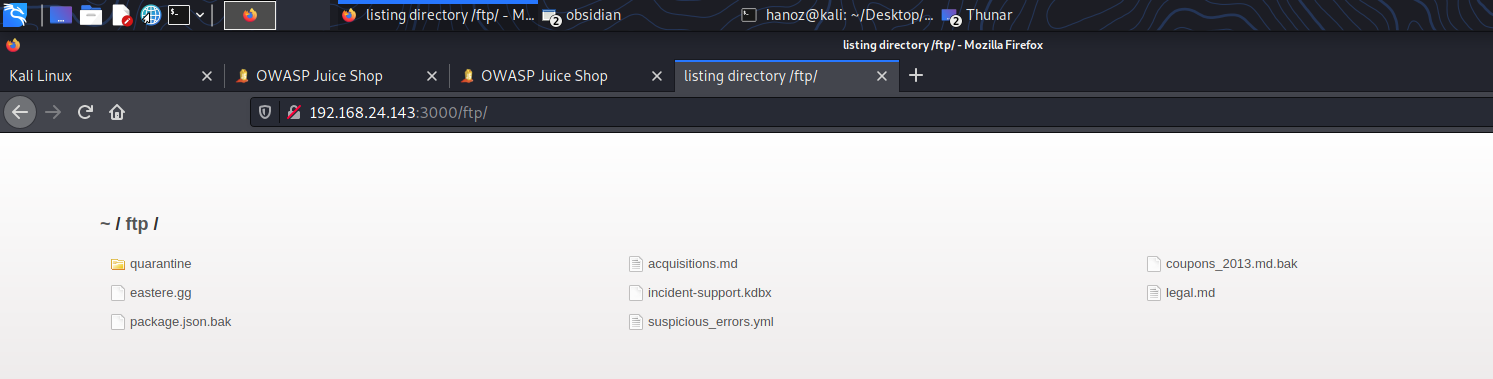 listing directory /ftp/ - M... 2 obsidian hanoz@kali: ~/Desktop/... 2 Thunar
listing directory /ftp/ - Mozilla Firefox
Kali Linux OWASP Juice Shop OWASP Juice Shop listing directory /ftp/
192.168.24.143:3000/ftp/
~ / ftp /
quarantine acquisitions.md coupons_2013.md.bak
eastere.gg incident-support.kdbx legal.md
package.json.bak suspicious_errors.yml